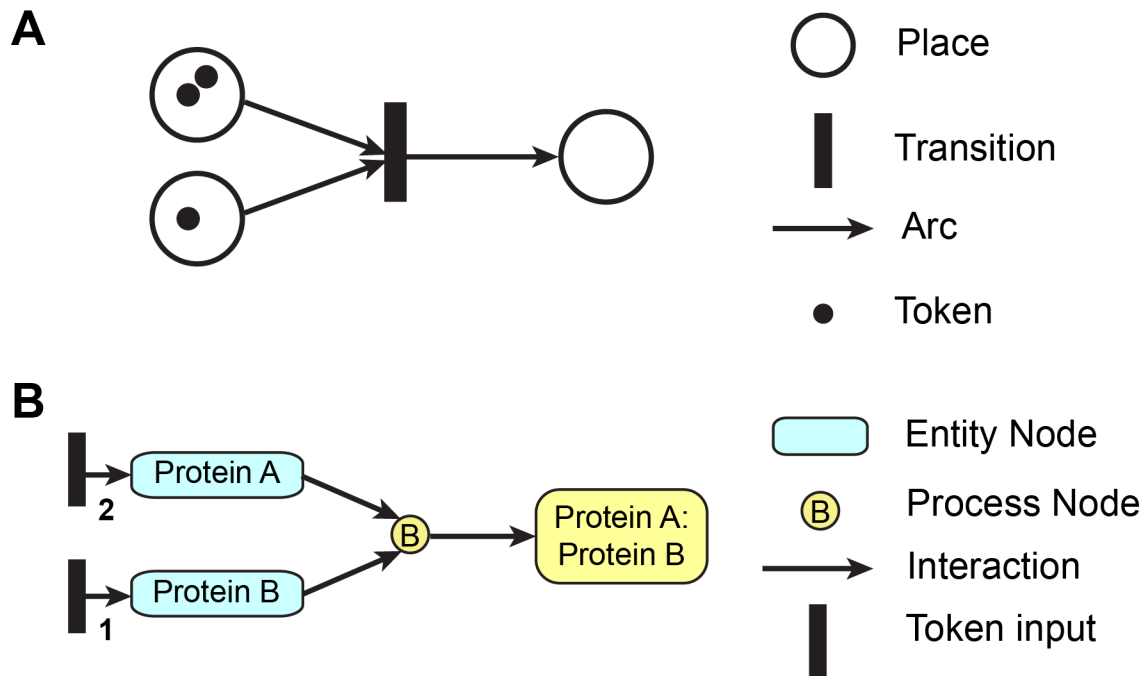 A
Place
Transition
Arc
Token
B
Protein A
2
Protein B
1
B
Protein A:
Protein B
Entity Node
B
Process Node
Interaction
Token input